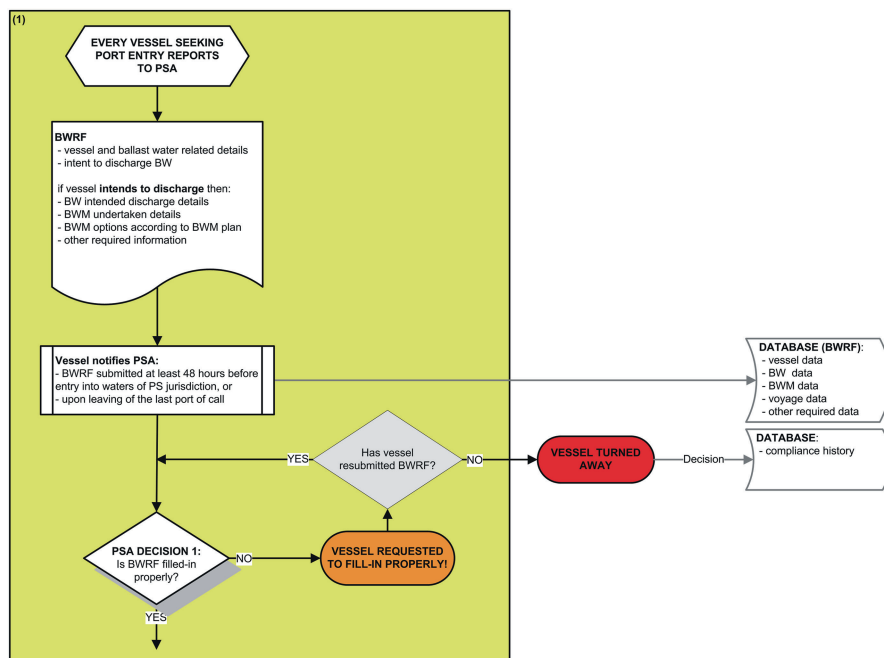 (1)
EVERY VESSEL SEEKING
PORT ENTRY REPORTS
TO PSA
BWRF
- vessel and ballast water related details
- intent to discharge BW
if vessel intends to discharge then:
- BW intended discharge details
- BWM undertaken details
- BWM options according to BWM plan
- other required information
Vessel notifies PSA:
- BWRF submitted at least 48 hours before
entry into waters of PS jurisdiction, or
- upon leaving of the last port of call
DATABASE (BWRF):
- vessel data
- BW data
- BWM data
- voyage data
- other required data
YES
Has vessel
resubmitted BWRF?
NO
VESSEL TURNED
AWAY
Decision
DATABASE:
- compliance history
PSA DECISION 1:
Is BWRF filled-in
properly?
NO
VESSEL REQUESTED
TO FILL-IN PROPERLY!
YES